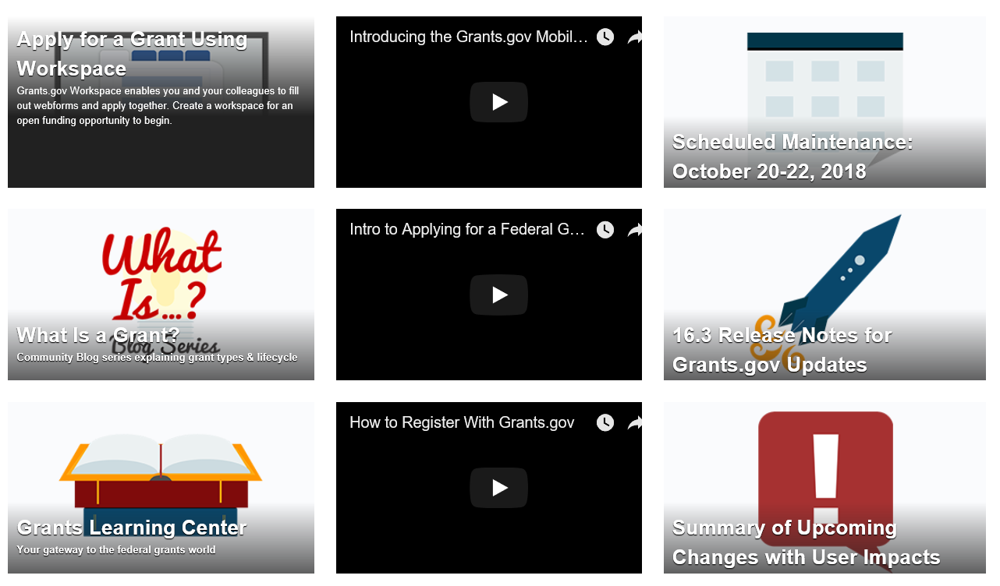 Apply for a Grant Using
Workspace
Grants.gov Workspace enables you and your colleagues to fill
out webforms and apply together. Create a workspace for an
open funding opportunity to begin.
Introducing the Grants.gov Mobil...
Scheduled Maintenance:
October 20-22, 2018
What
Is...?
Blog Series
What Is a Grant?
Community Blog series explaining grant types & lifecycle
Intro to Applying for a Federal G...
16.3 Release Notes for
Grants.gov Updates
Grants Learning Center
Your gateway to the federal grants world
How to Register With Grants.gov
!
Summary of Upcoming
Changes with User Impacts